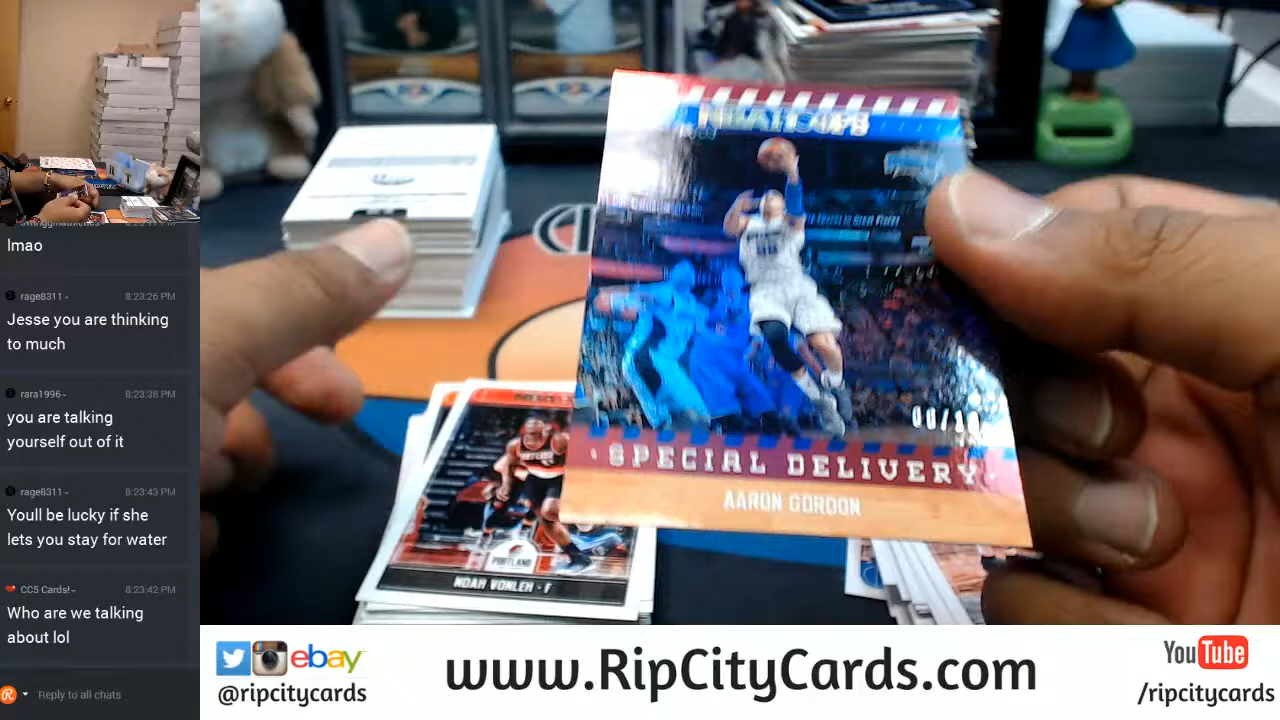 lmao
rage8311 8:23:26 PM
Jesse you are thinking
to much
rara1996 8:23:38 PM
you are talking
yourself out of it
rage8311 8:23:43 PM
Youll be lucky if she
lets you stay for water
CC5 Cards! 8:23:42 PM
Who are we talking
about lol
Reply to all chats
NBA HOOPS
SPECIAL DELIVERY
AARON GORDON
PORTLAND
NOAH VONLEH - F
ebay
@ripcitycards
www.RipCityCards.com
YouTube
/ripcitycards